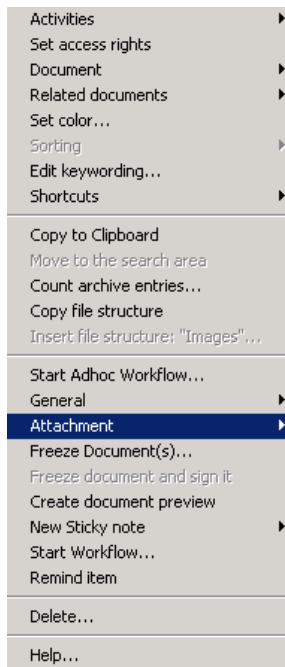 Activities
Set access rights
Document
Related documents
Set color...
Sorting
Edit keywording...
Shortcuts
Copy to Clipboard
Move to the search area
Count archive entries...
Copy file structure
Insert file structure: "Images"...
Start Adhoc Workflow...
General
Attachment
Freeze Document(s)...
Freeze document and sign it
Create document preview
New Sticky note
Start Workflow...
Remind item
Delete...
Help...